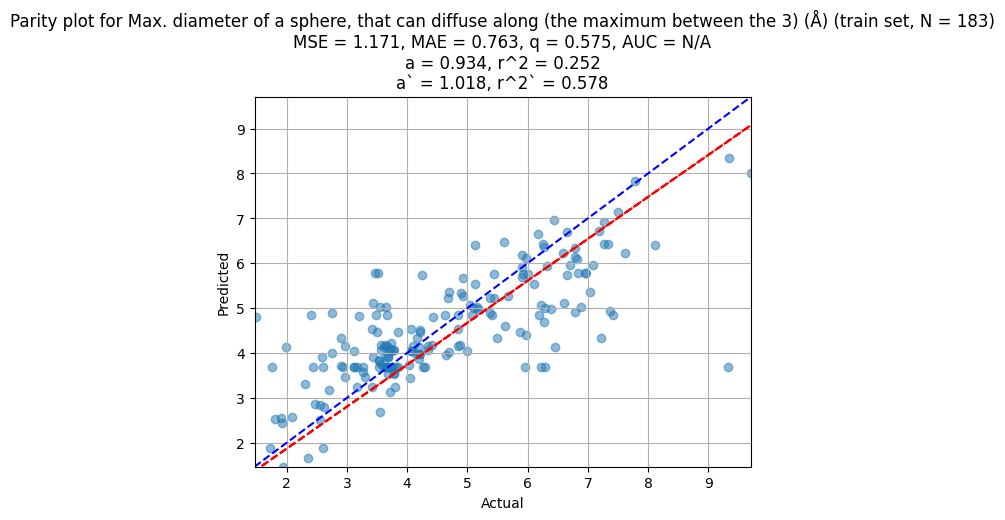 Parity plot for Max. diameter of a sphere, that can diffuse along (the maximum between the 3) (Å) (train set, N = 183)
MSE = 1.171, MAE = 0.763, q = 0.575, AUC = N/A
a = 0.934, r^2 = 0.252
a` = 1.018, r^2` = 0.578
9
8
7
6
5
4
3
2
Predicted
2 3 4 5 6 7 8 9
Actual